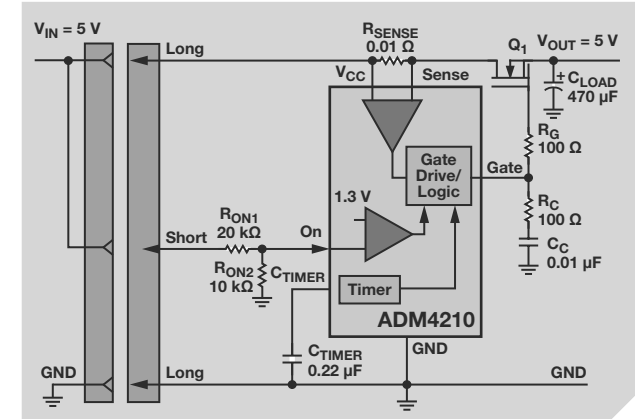 V_IN = 5 V
Long
R_SENSE
0.01 Ω
Q₁
V_OUT = 5 V
V_CC
Sense
+ C_LOAD
470 µF
R_G
100 Ω
Gate
Drive/
Logic
Gate
1.3 V
R_C
100 Ω
Short
R_ON1
20 kΩ
On
C_C
0.01 µF
R_ON2
10 kΩ
C_TIMER
Timer
ADM4210
GND
C_TIMER
0.22 µF
GND
Long
GND